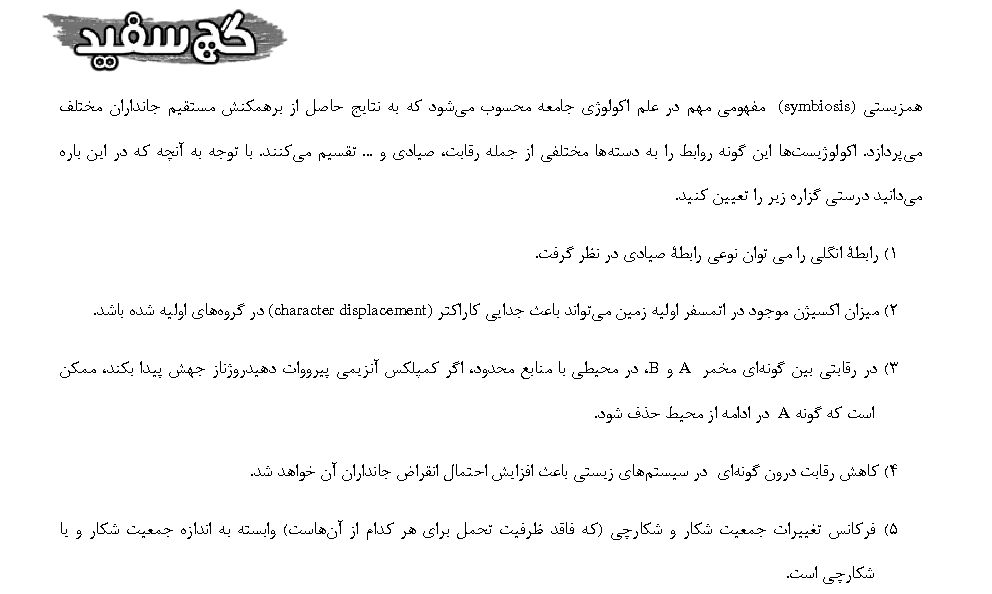 گچ سفید
همزیستی (symbiosis) مفهومی مهم در علم اکولوژی جامعه محسوب می‌شود که به نتایج حاصل از برهمکنش مستقیم جانداران مختلف
می‌پردازد. اکولوژیست‌ها این گونه روابط را به دسته‌ها مختلفی از جمله رقابت، صیادی و ... تقسیم می‌کنند. با توجه به آنچه که در این باره
می‌دانید درستی گزاره زیر را تعیین کنید.
۱) رابطهٔ انگلی را می توان نوعی رابطهٔ صیادی در نظر گرفت.
۲) میزان اکسیژن موجود در اتمسفر اولیه زمین می‌تواند باعث جدایی کاراکتر (character displacement) در گروه‌های اولیه شده باشد.
۳) در رقابتی بین گونه‌ای مخمر A و B، در محیطی با منابع محدود، اگر کمپلکس آنزیمی پیرووات دهیدروژناز جهش پیدا بکند، ممکن
است که گونه A در ادامه از محیط حذف شود.
۴) کاهش رقابت درون گونه‌ای در سیستم‌های زیستی باعث افزایش احتمال انقراض جانداران آن خواهد شد.
۵) فرکانس تغییرات جمعیت شکار و شکارچی (که فاقد ظرفیت تحمل برای هر کدام از آن‌هاست) وابسته به اندازه جمعیت شکار و یا
شکارچی است.